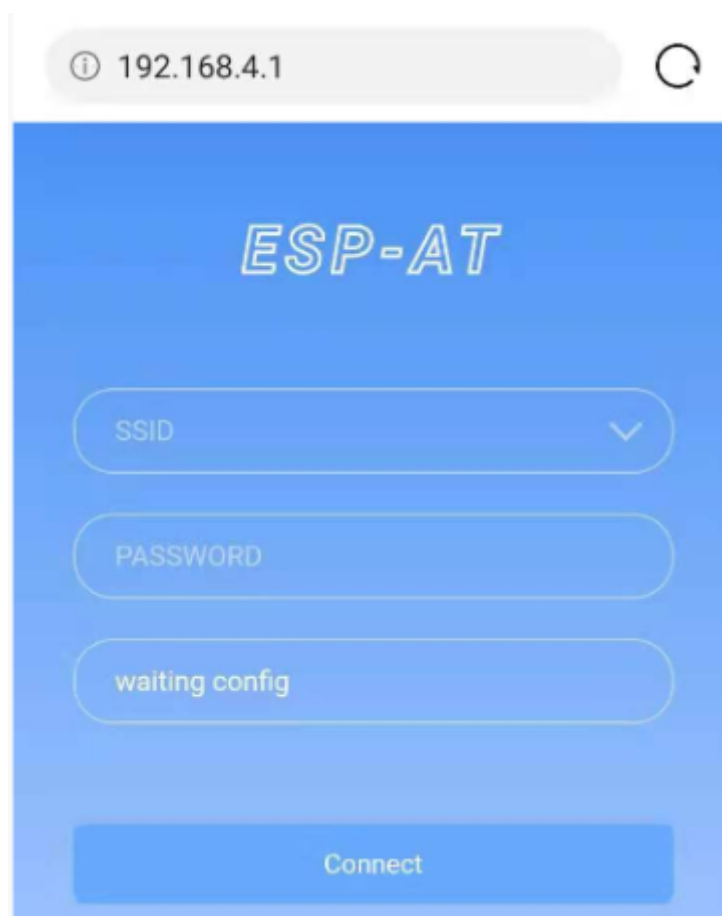 192.168.4.1
ESP-AT
SSID
PASSWORD
waiting config
Connect